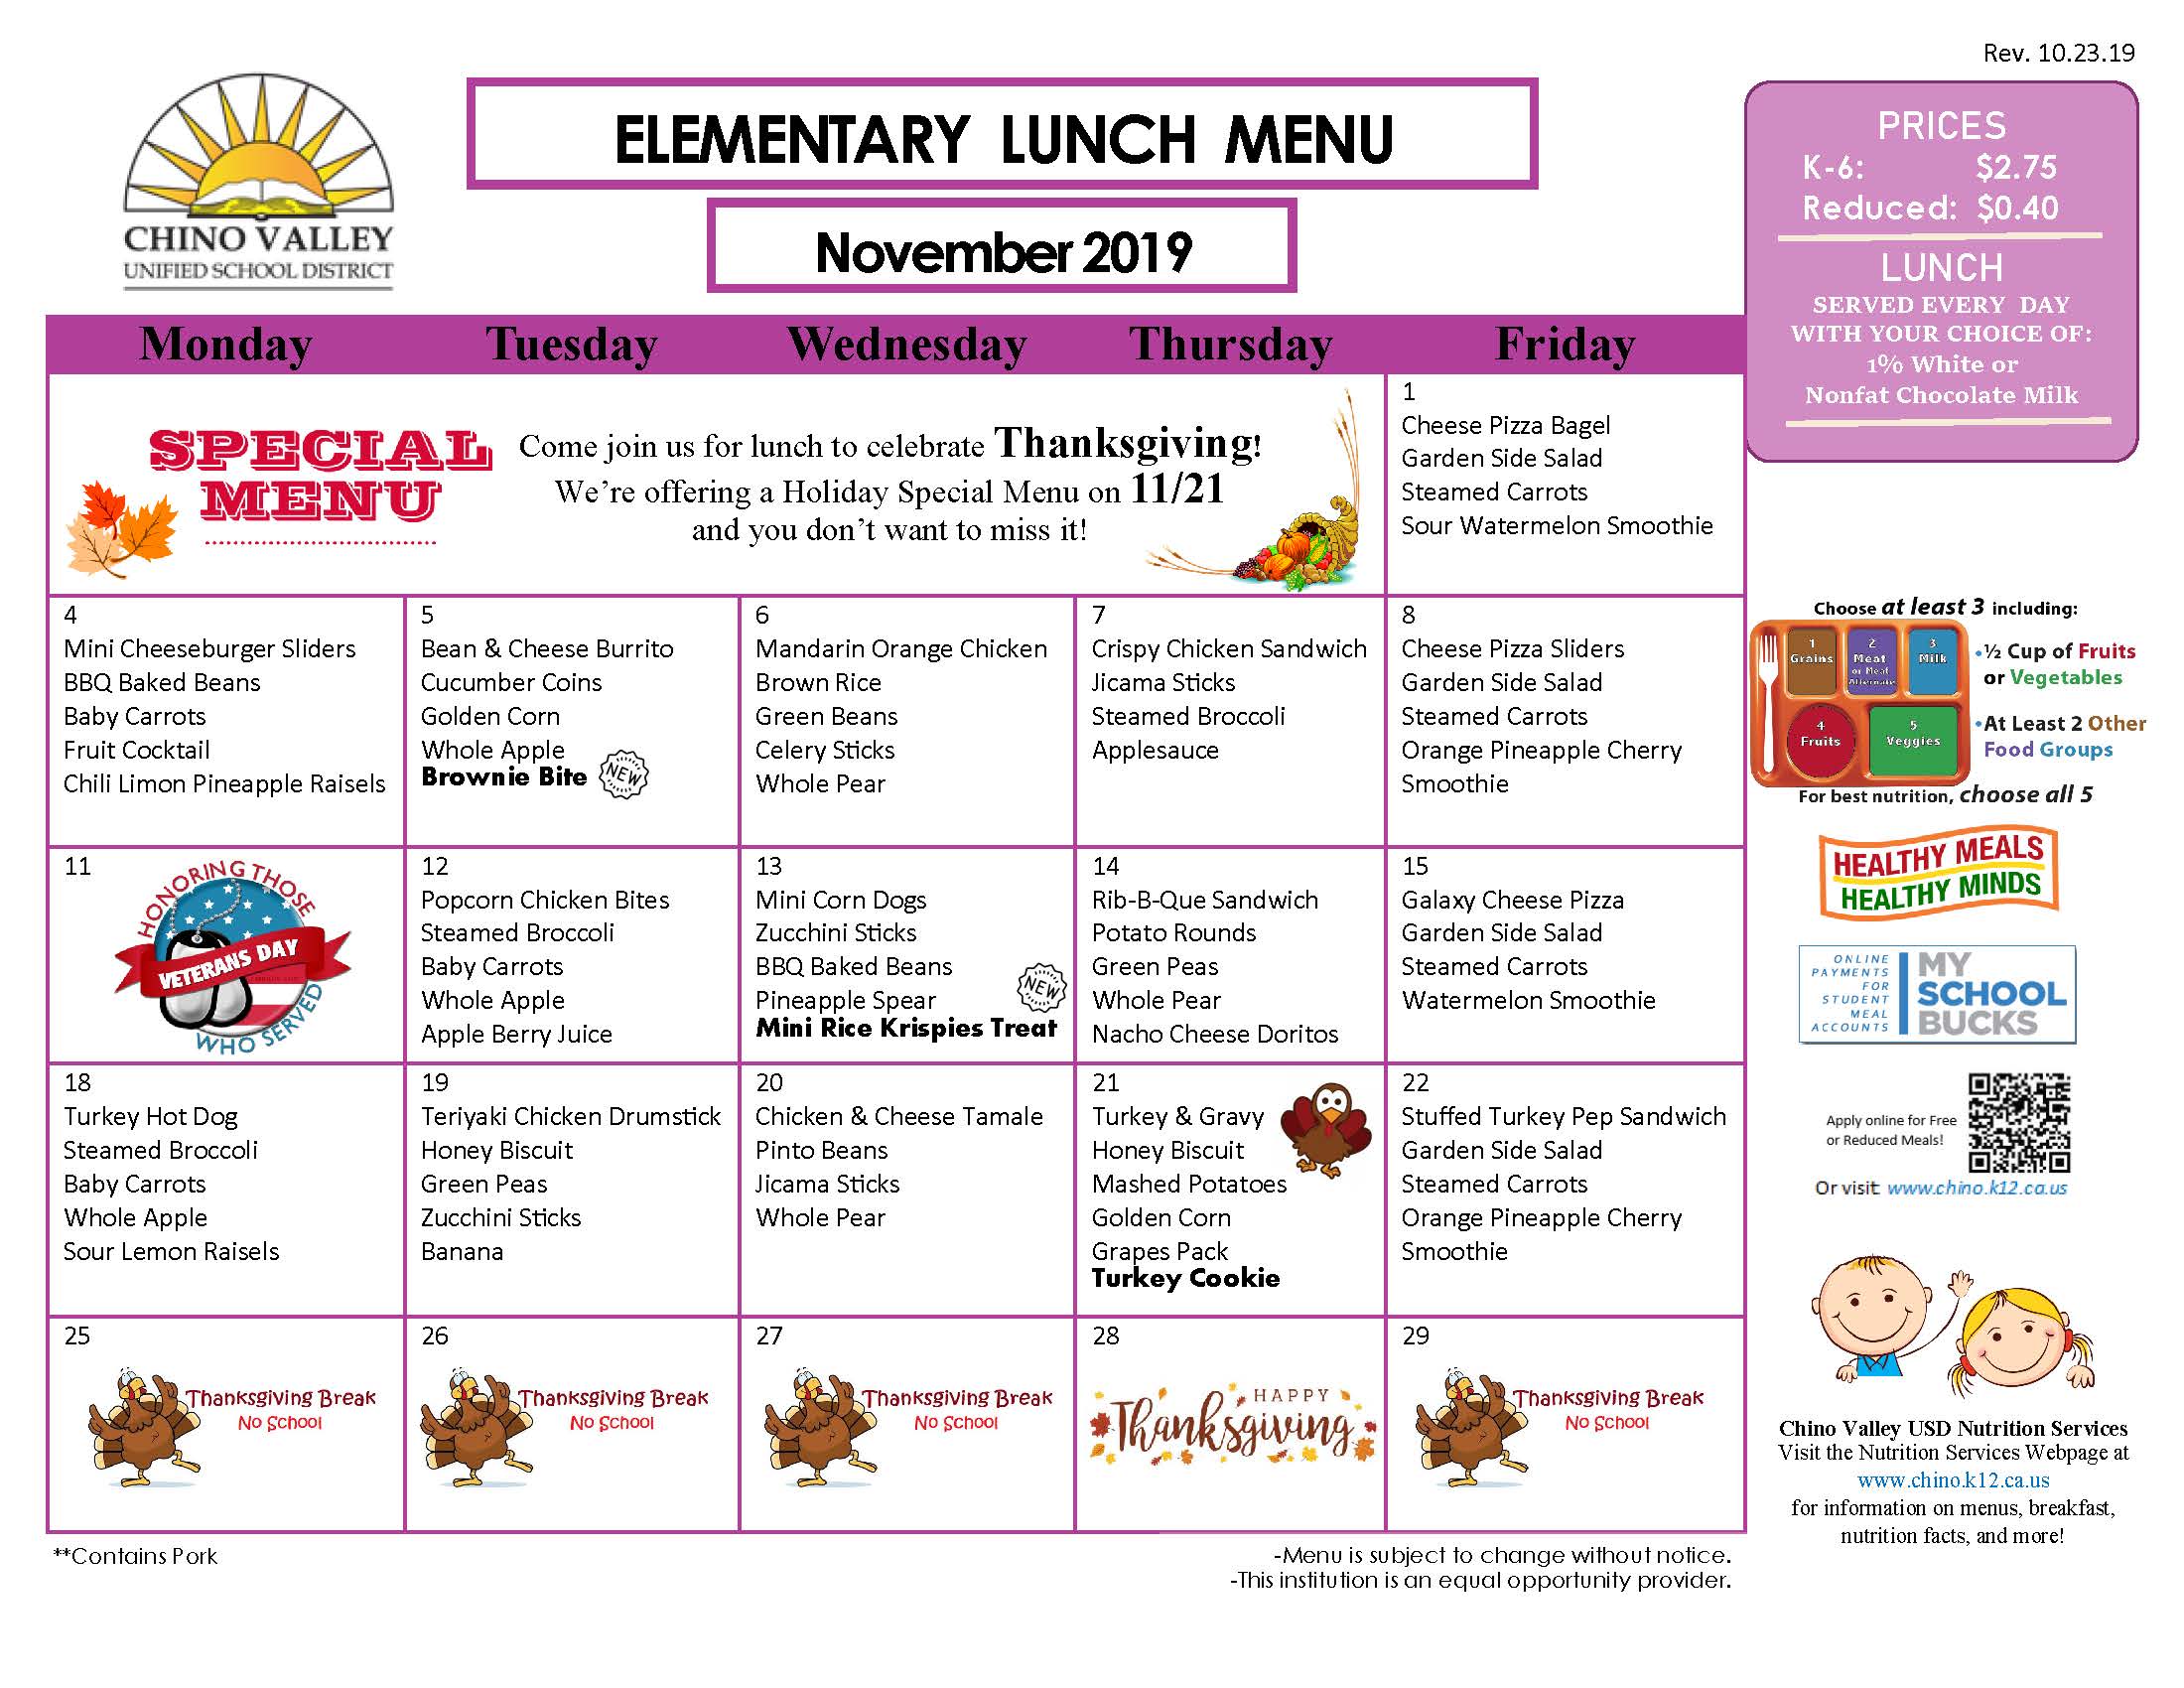 Rev. 10.23.19
CHINO VALLEY
UNIFIED SCHOOL DISTRICT
ELEMENTARY LUNCH MENU
November 2019
PRICES
K-6: $2.75
Reduced: $0.40
LUNCH
SERVED EVERY DAY
WITH YOUR CHOICE OF:
1% White or
Nonfat Chocolate Milk
Monday Tuesday Wednesday Thursday Friday
SPECIAL
MENU
Come join us for lunch to celebrate Thanksgiving!
We're offering a Holiday Special Menu on 11/21
and you don't want to miss it!
1
Cheese Pizza Bagel
Garden Side Salad
Steamed Carrots
Sour Watermelon Smoothie
4
Mini Cheeseburger Sliders
BBQ Baked Beans
Baby Carrots
Fruit Cocktail
Chili Limon Pineapple Raisels
5
Bean & Cheese Burrito
Cucumber Coins
Golden Corn
Whole Apple
Brownie Bite
NEW
6
Mandarin Orange Chicken
Brown Rice
Green Beans
Celery Sticks
Whole Pear
7
Crispy Chicken Sandwich
Jicama Sticks
Steamed Broccoli
Applesauce
8
Cheese Pizza Sliders
Garden Side Salad
Steamed Carrots
Orange Pineapple Cherry
Smoothie
11
HONORING THOSE
VETERANS DAY
WHO SERVED
12
Popcorn Chicken Bites
Steamed Broccoli
Baby Carrots
Whole Apple
Apple Berry Juice
13
Mini Corn Dogs
Zucchini Sticks
BBQ Baked Beans
Pineapple Spear
NEW
Mini Rice Krispies Treat
14
Rib-B-Que Sandwich
Potato Rounds
Green Peas
Whole Pear
Nacho Cheese Doritos
15
Galaxy Cheese Pizza
Garden Side Salad
Steamed Carrots
Watermelon Smoothie
18
Turkey Hot Dog
Steamed Broccoli
Baby Carrots
Whole Apple
Sour Lemon Raisels
19
Teriyaki Chicken Drumstick
Honey Biscuit
Green Peas
Zucchini Sticks
Banana
20
Chicken & Cheese Tamale
Pinto Beans
Jicama Sticks
Whole Pear
21
Turkey & Gravy
Honey Biscuit
Mashed Potatoes
Golden Corn
Grapes Pack
Turkey Cookie
22
Stuffed Turkey Pep Sandwich
Garden Side Salad
Steamed Carrots
Orange Pineapple Cherry
Smoothie
25
Thanksgiving Break
No School
26
Thanksgiving Break
No School
27
Thanksgiving Break
No School
28
HAPPY
Thanksgiving
29
Thanksgiving Break
No School
**Contains Pork
-Menu is subject to change without notice.
-This institution is an equal opportunity provider.
Choose at least 3 including:
1
Grains
2
Meat
or Meat
Alternate
3
Milk
4
Fruits
5
Veggies
•½ Cup of Fruits
or Vegetables
•At Least 2 Other
Food Groups
For best nutrition, choose all 5
HEALTHY MEALS
HEALTHY MINDS
ONLINE
PAYMENTS
FOR
STUDENT
MEAL
ACCOUNTS
MY
SCHOOL
BUCKS
Apply online for Free
or Reduced Meals!
Or visit: www.chino.k12.ca.us
Chino Valley USD Nutrition Services
Visit the Nutrition Services Webpage at
www.chino.k12.ca.us
for information on menus, breakfast,
nutrition facts, and more!